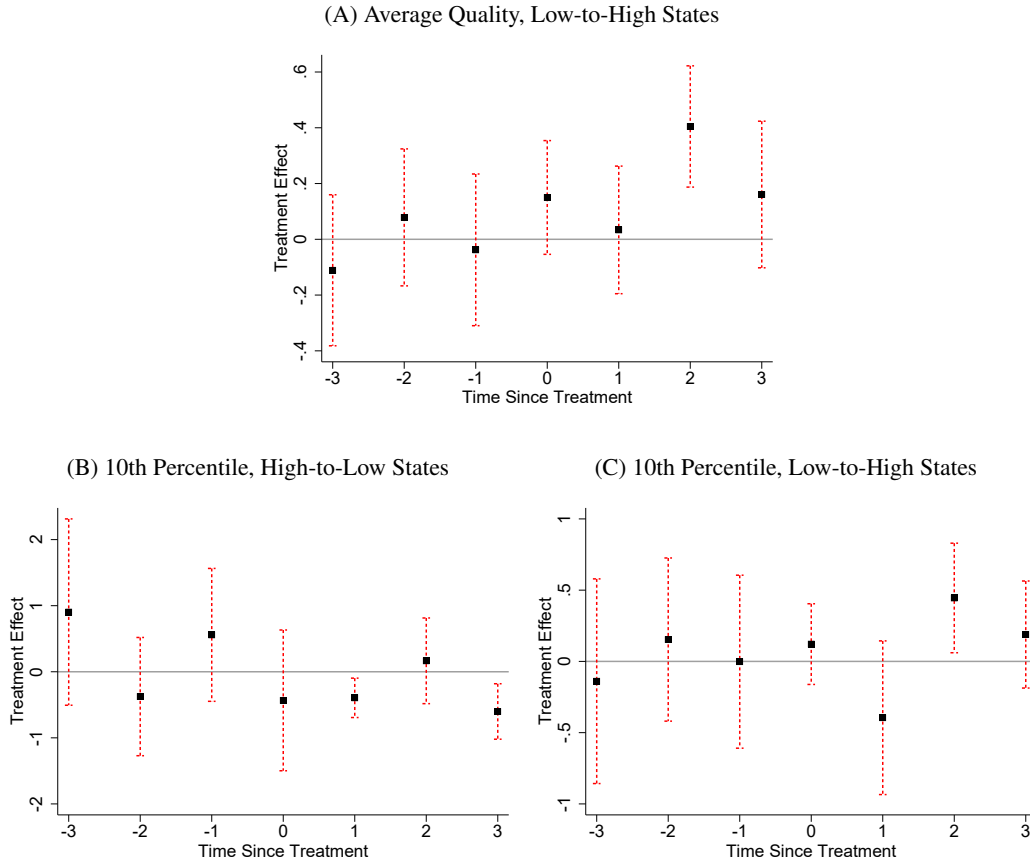 (A) Average Quality, Low-to-High States
Treatment Effect
.6
.4
.2
0
-.2
-.4
-3 -2 -1 0 1 2 3
Time Since Treatment
(B) 10th Percentile, High-to-Low States
Treatment Effect
2
1
0
-1
-2
-3 -2 -1 0 1 2 3
Time Since Treatment
(C) 10th Percentile, Low-to-High States
Treatment Effect
1
.5
0
-.5
-1
-3 -2 -1 0 1 2 3
Time Since Treatment